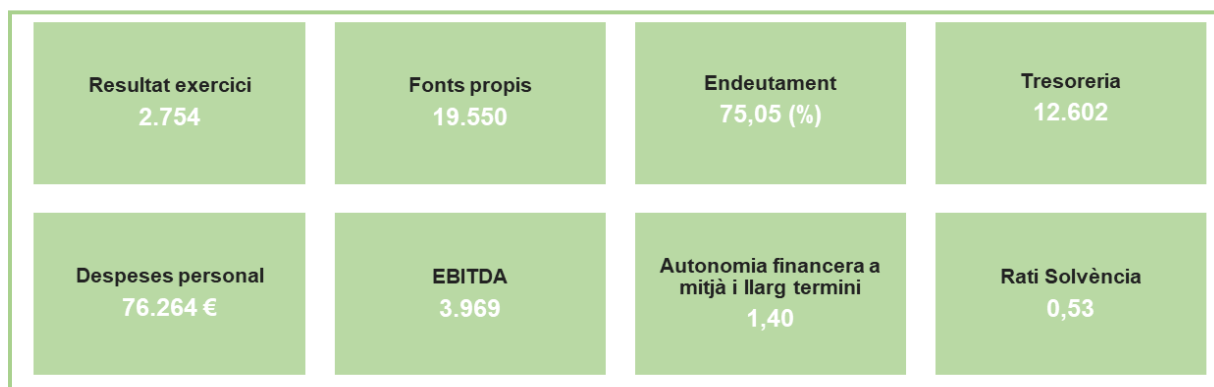 Resultat exercici
2.754
Fonts propis
19.550
Endeutament
75,05 (%)
Tresoreria
12.602
Despeses personal
76.264 €
EBITDA
3.969
Autonomia financera a
mitjà i llarg termini
1,40
Rati Solvència
0,53